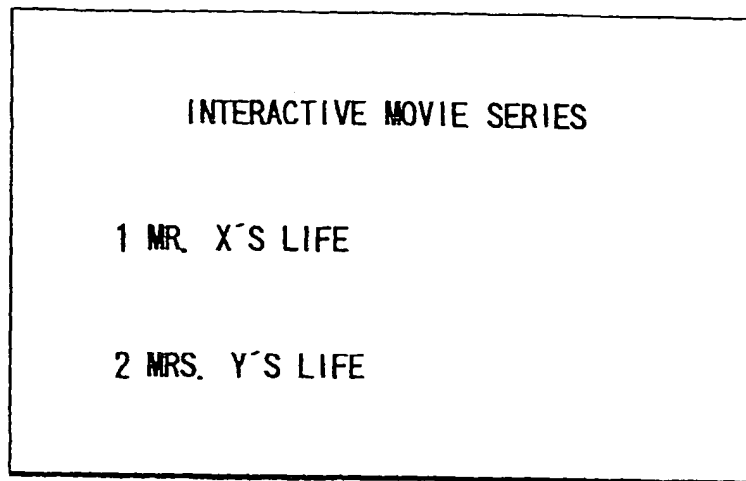 INTERACTIVE MOVIE SERIES
1 MR. X´S LIFE
2 MRS. Y´S LIFE